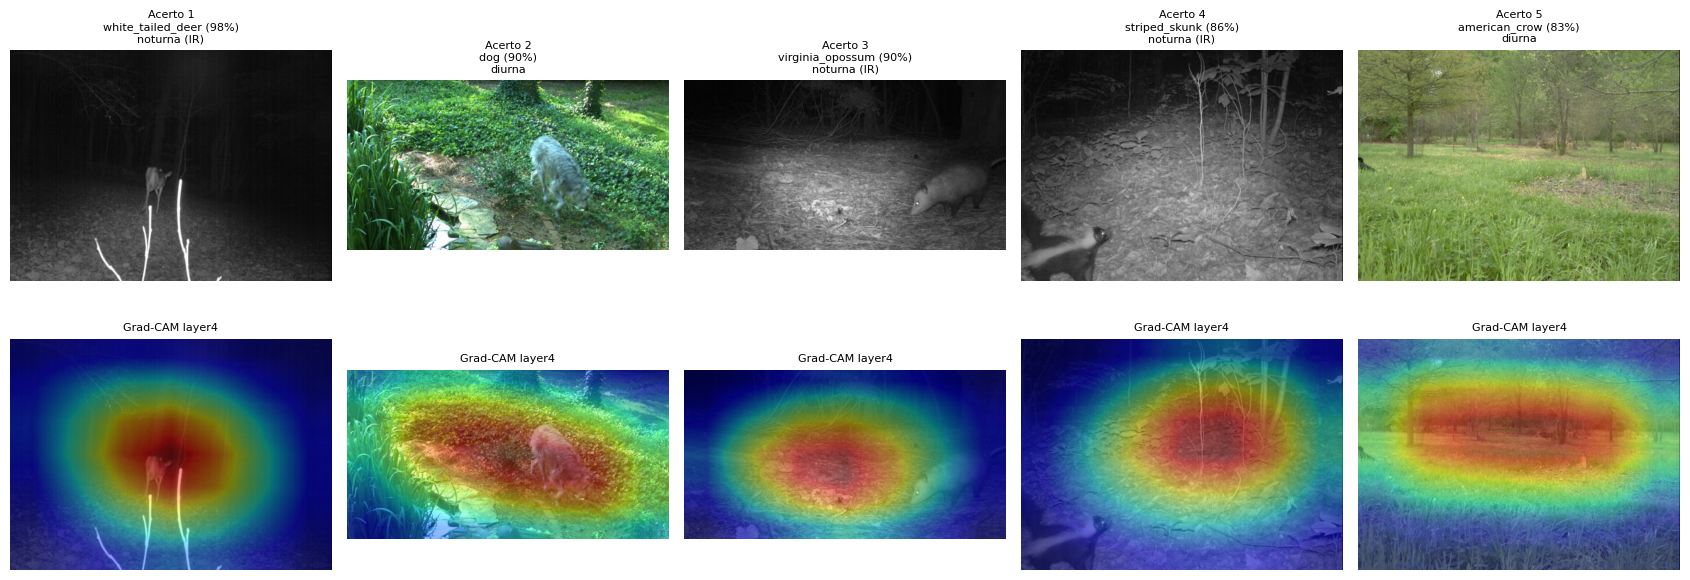 Acerto 1
white_tailed_deer (98%)
noturna (IR)
Acerto 2
dog (90%)
diurna
Acerto 3
virginia_opossum (90%)
noturna (IR)
Acerto 4
striped_skunk (86%)
noturna (IR)
Acerto 5
american_crow (83%)
diurna
Grad-CAM layer4
Grad-CAM layer4
Grad-CAM layer4
Grad-CAM layer4
Grad-CAM layer4